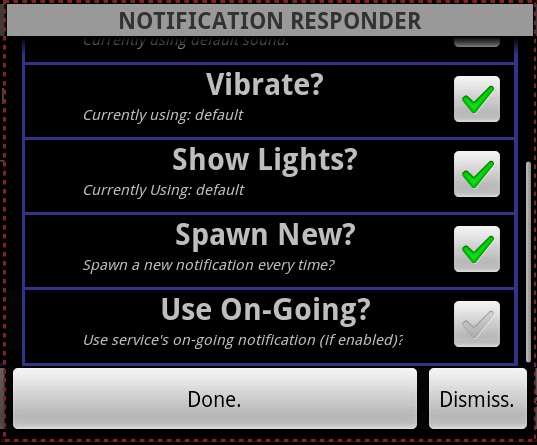 NOTIFICATION RESPONDER
Currently using default sound.
Vibrate?
Currently using: default
Show Lights?
Currently Using: default
Spawn New?
Spawn a new notification every time?
Use On-Going?
Use service's on-going notification (if enabled)?
Done.
Dismiss.